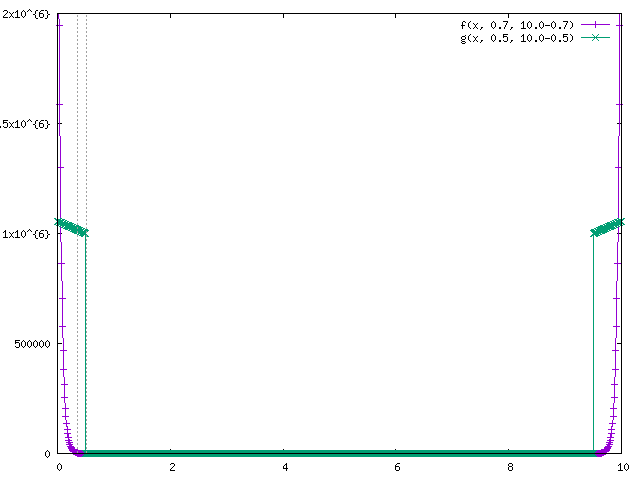 2x10^{6}
f(x, 0.7, 10.0-0.7)
g(x, 0.5, 10.0-0.5)
.5x10^{6}
1x10^{6}
500000
0
0 2 4 6 8 10